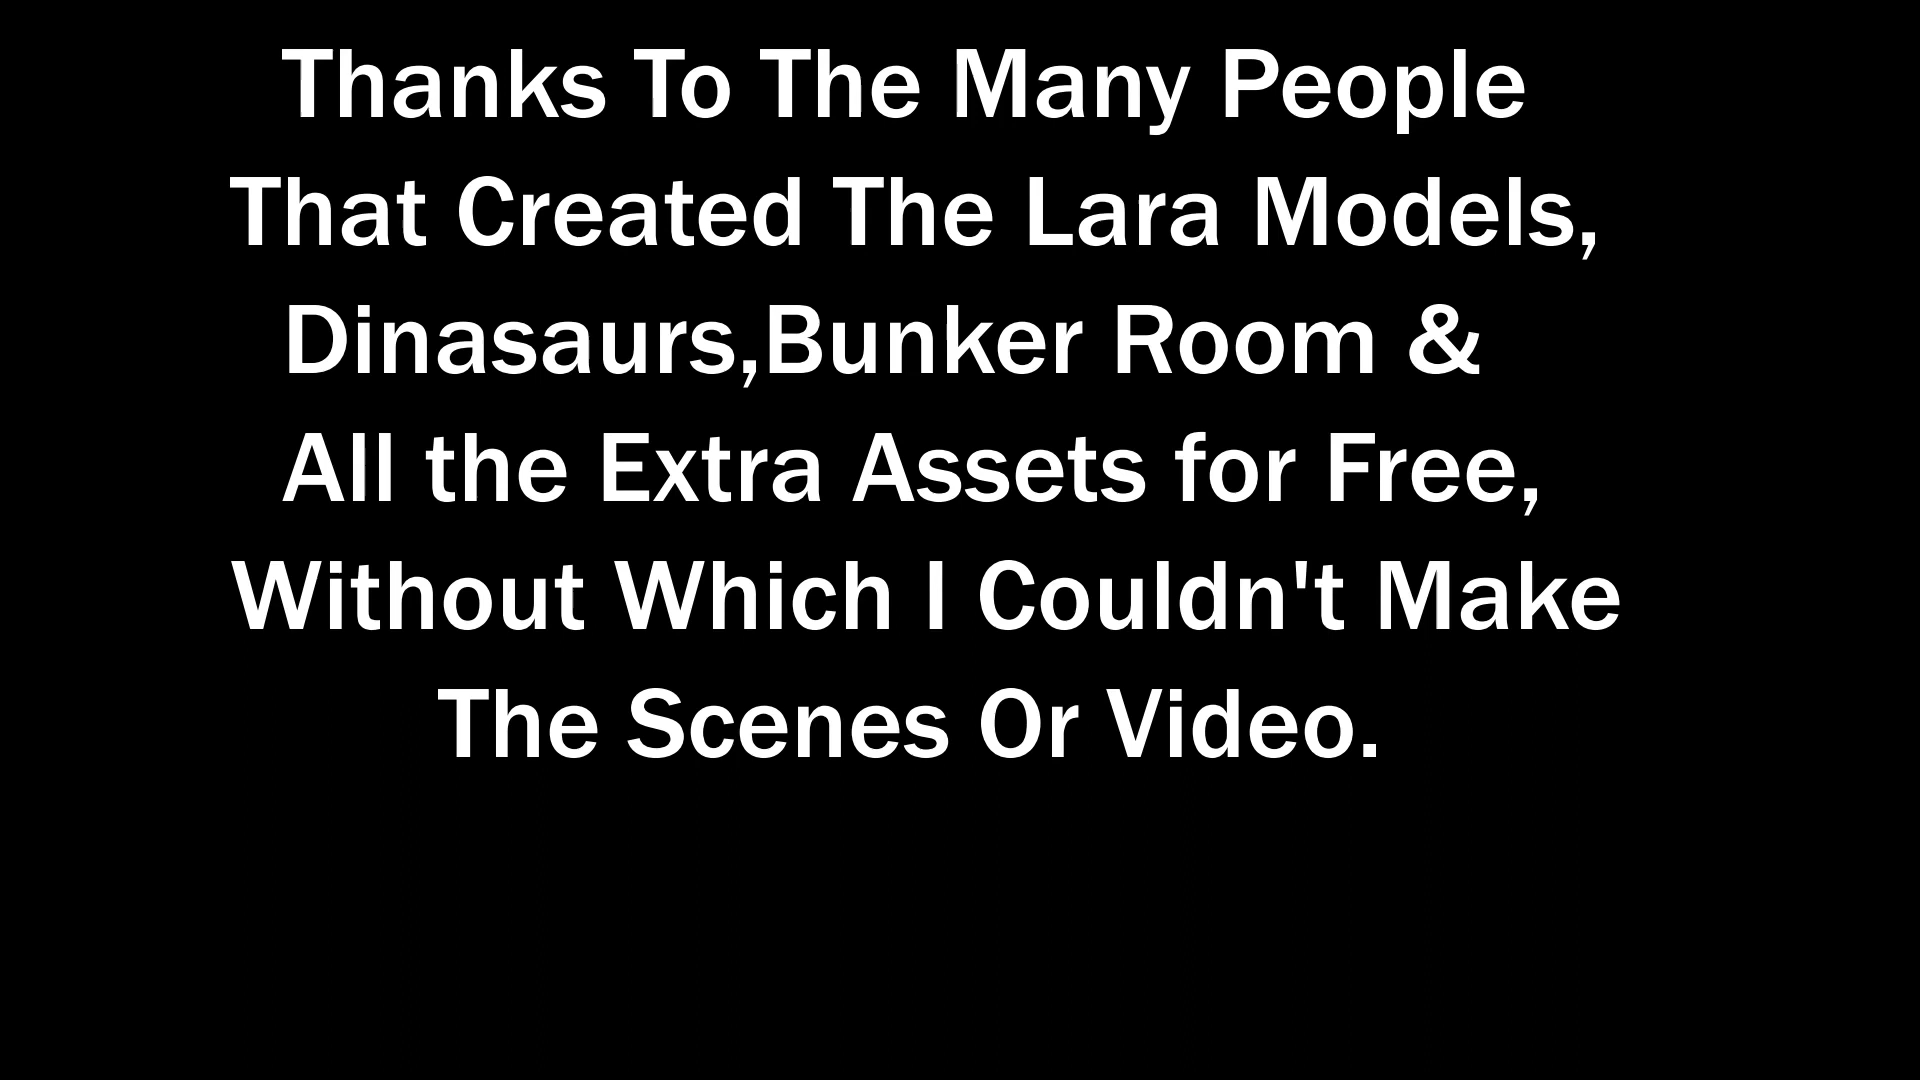 Thanks To The Many People
That Created The Lara Models,
Dinasaurs,Bunker Room &
All the Extra Assets for Free,
Without Which I Couldn't Make
The Scenes Or Video.